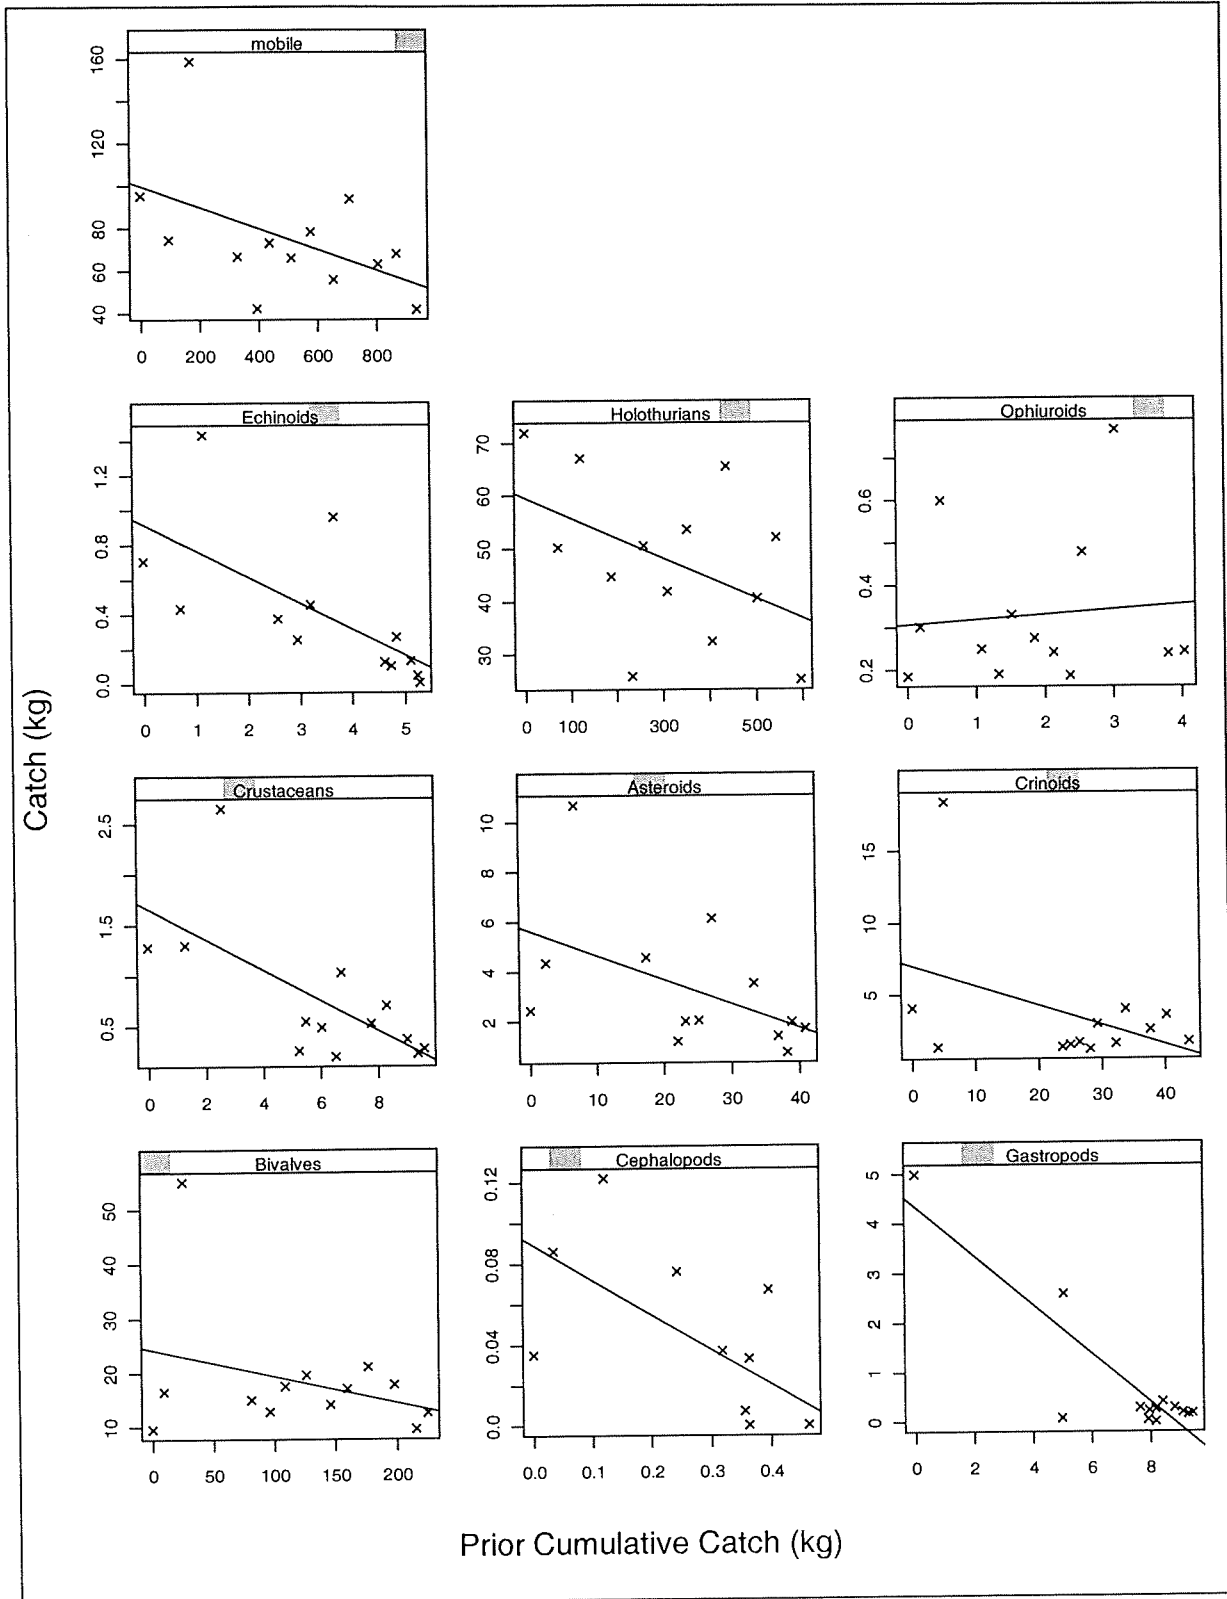 mobile
160
120
80
60
40
0 200 400 600 800
Echinoids
1.2
0.8
0.4
0.0
0 1 2 3 4 5
Holothurians
70
60
50
40
30
0 100 300 500
Ophiuroids
0.6
0.4
0.2
0 1 2 3 4
Catch (kg)
Crustaceans
2.5
1.5
0.5
0 2 4 6 8
Asteroids
10
8
6
4
2
0 10 20 30 40
Crinoids
15
10
5
0 10 20 30 40
Bivalves
50
40
30
20
10
0 50 100 150 200
Cephalopods
0.12
0.08
0.04
0.0
0.0 0.1 0.2 0.3 0.4
Gastropods
5
4
3
2
1
0
0 2 4 6 8
Prior Cumulative Catch (kg)